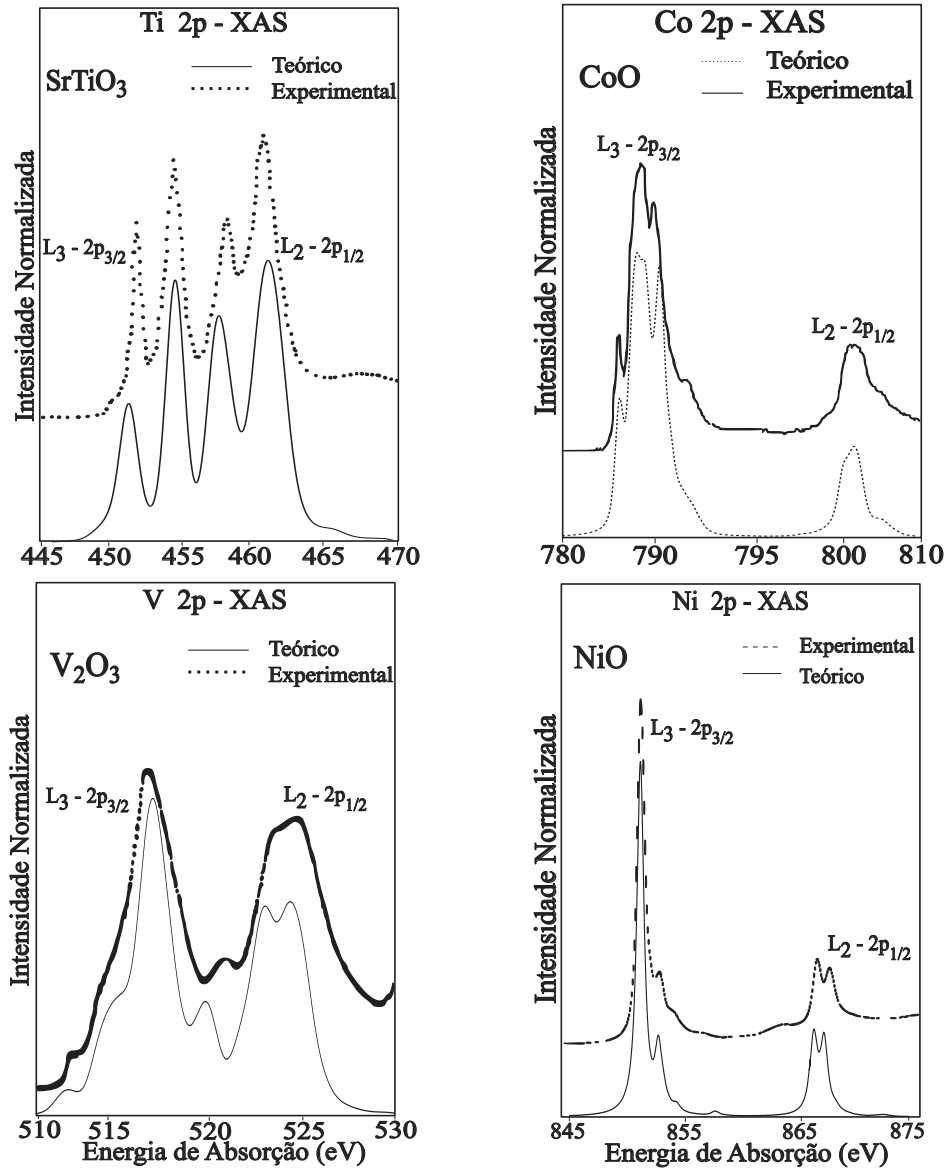 Ti 2p - XAS
SrTiO3
Teórico
Experimental
L3 - 2p3/2
L2 - 2p1/2
Intensidade Normalizada
445 450 455 460 465 470
Co 2p - XAS
CoO
Teórico
Experimental
L3 - 2p3/2
L2 - 2p1/2
Intensidade Normalizada
780 790 795 800 810
V 2p - XAS
V2O3
Teórico
Experimental
L3 - 2p3/2
L2 - 2p1/2
Intensidade Normalizada
510 515 520 525 530
Energia de Absorção (eV)
Ni 2p - XAS
NiO
Experimental
Teórico
L3 - 2p3/2
L2 - 2p1/2
Intensidade Normalizada
845 855 865 875
Energia de Absorção (eV)